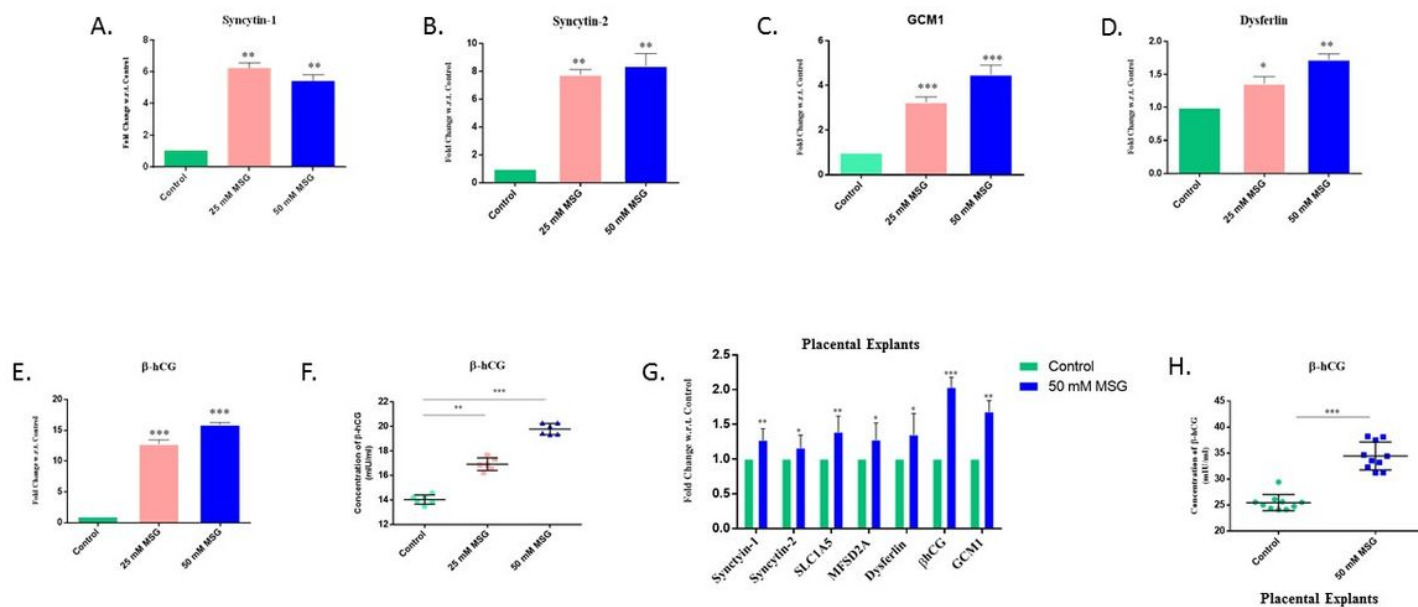 A.
Syncytin-1
Fold Change w.r.t. Control
8
6
4
2
0
Control
25 mM MSG
50 mM MSG
**
**
B.
Syncytin-2
Fold Change w.r.t. Control
10
8
6
4
2
0
Control
25 mM MSG
50 mM MSG
**
**
C.
GCM1
Fold Change w.r.t. Control
6
4
2
0
Control
25 mM MSG
50 mM MSG
***
***
D.
Dysferlin
Fold Change w.r.t. Control
2.0
1.5
1.0
0.5
0.0
Control
25 mM MSG
50 mM MSG
*
**
E.
β-hCG
Fold Change w.r.t. Control
20
15
10
5
0
Control
25 mM MSG
50 mM MSG
***
***
F.
β-hCG
Concentration of β-hCG
(mIU/ml)
22
20
18
16
14
12
Control
25 mM MSG
50 mM MSG
**
***
G.
Placental Explants
Fold Change w.r.t. Control
2.5
2.0
1.5
1.0
0.5
0.0
**
*
**
*
*
***
**
Synctyin-1
Syncytin-2
SLC1A5
MFSD2A
Dysferlin
βhCG
GCM1
Control
50 mM MSG
H.
β-hCG
Concentration of β-hCG
(mIU/ml)
45
40
35
30
25
20
***
Control
50 mM MSG
Placental Explants